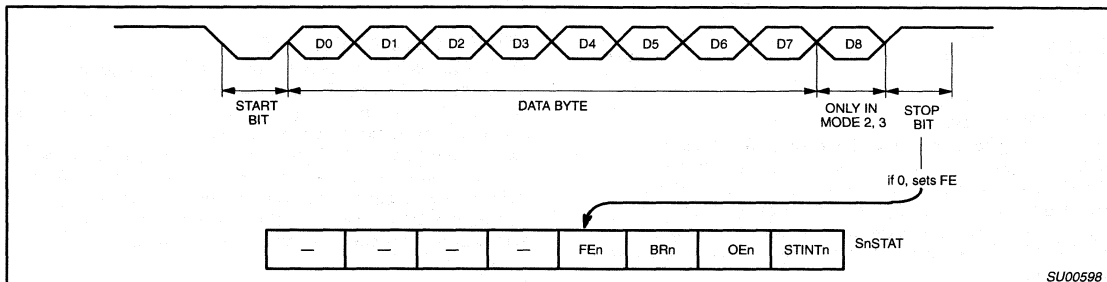 D0 D1 D2 D3 D4 D5 D6 D7 D8
START
BIT
DATA BYTE
ONLY IN
MODE 2, 3
STOP
BIT
if 0, sets FE
— — — — FEn BRn OEn STINTn SnSTAT
SU00598